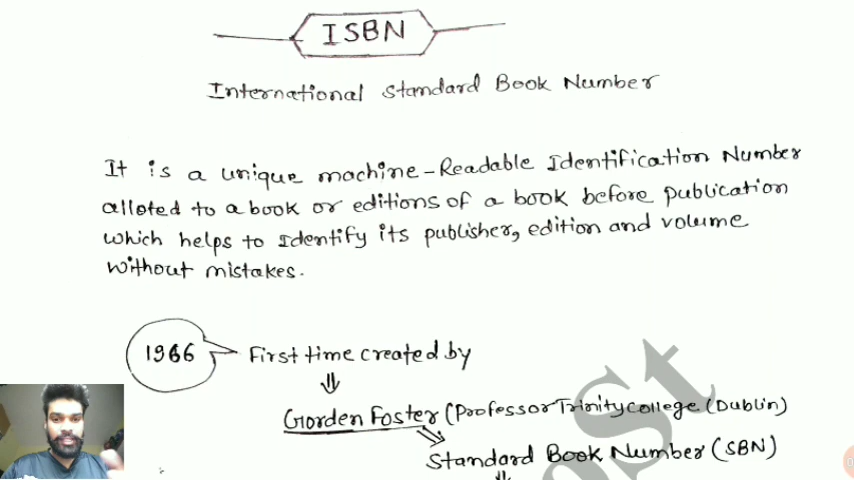 ISBN
International Standard Book Number
It is a unique machine-Readable Identification Number
alloted to a book or editions of a book before publication
which helps to Identify its publisher, edition and volume
without mistakes.
1966 First time created by
Gorden Foster (Professor Trinity college (Dublin)
Standard Book Number (SBN)